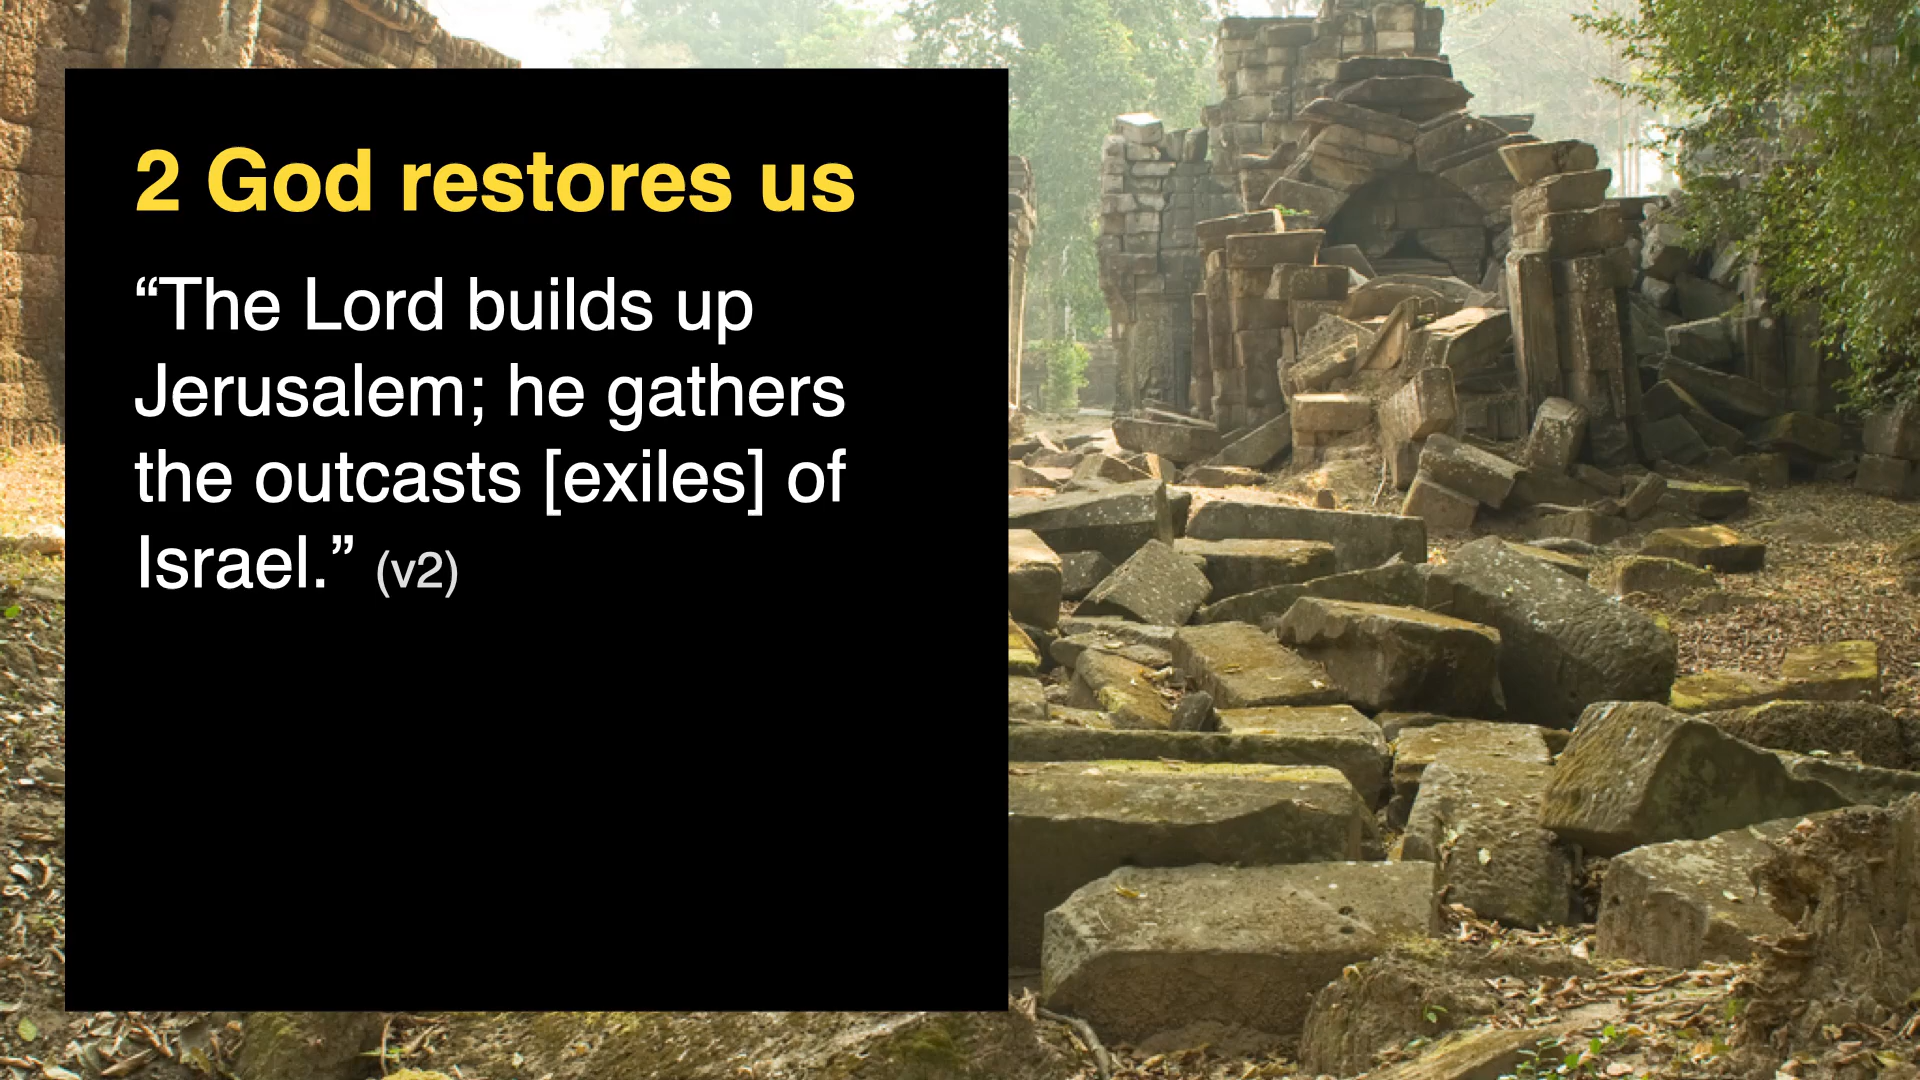 2 God restores us
“The Lord builds up
Jerusalem; he gathers
the outcasts [exiles] of
Israel.” (v2)